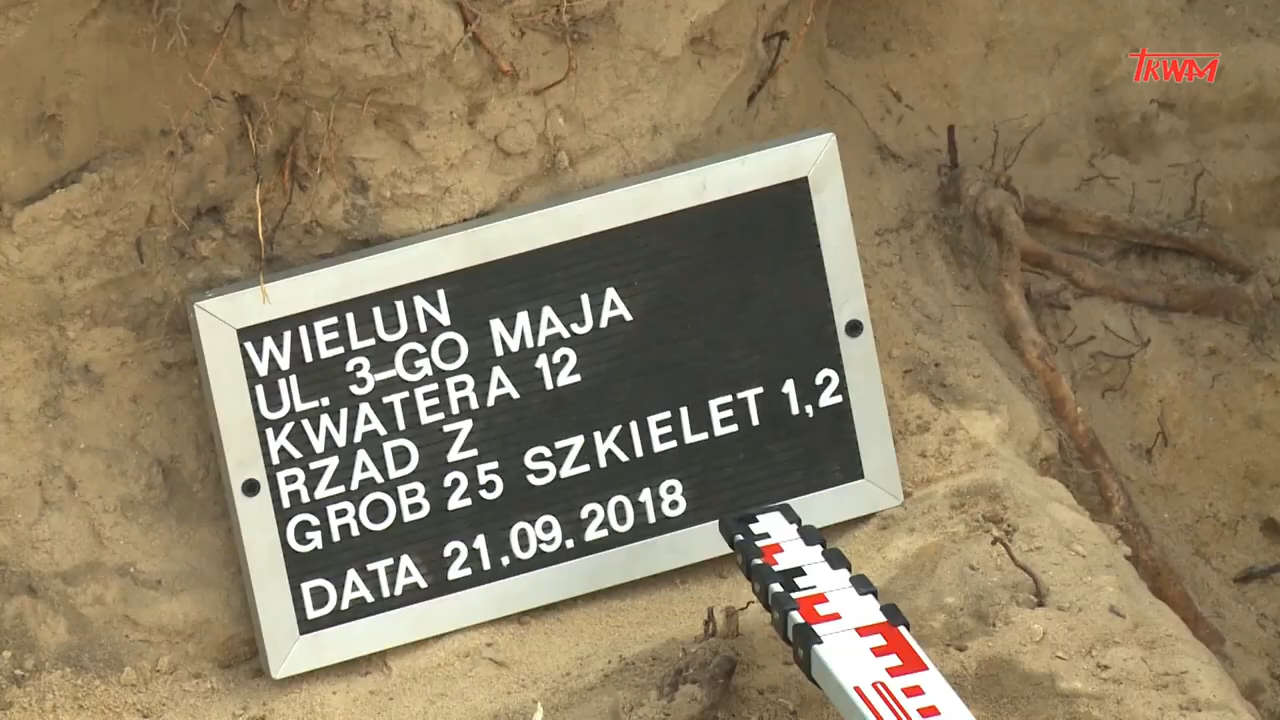 TRWAM
WIELUN
UL. 3-GO MAJA
KWATERA 12
RZAD Z
GROB 25 SZKIELET 1,2
DATA 21.09.2018